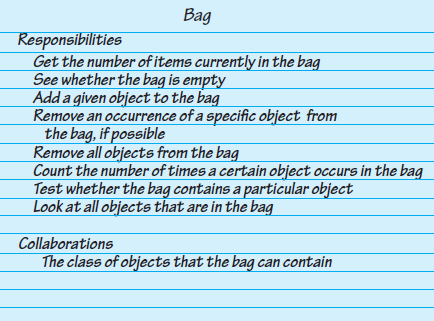 Bag
Responsibilities
Get the number of items currently in the bag
See whether the bag is empty
Add a given object to the bag
Remove an occurrence of a specific object from
the bag, if possible
Remove all objects from the bag
Count the number of times a certain object occurs in the bag
Test whether the bag contains a particular object
Look at all objects that are in the bag
Collaborations
The class of objects that the bag can contain